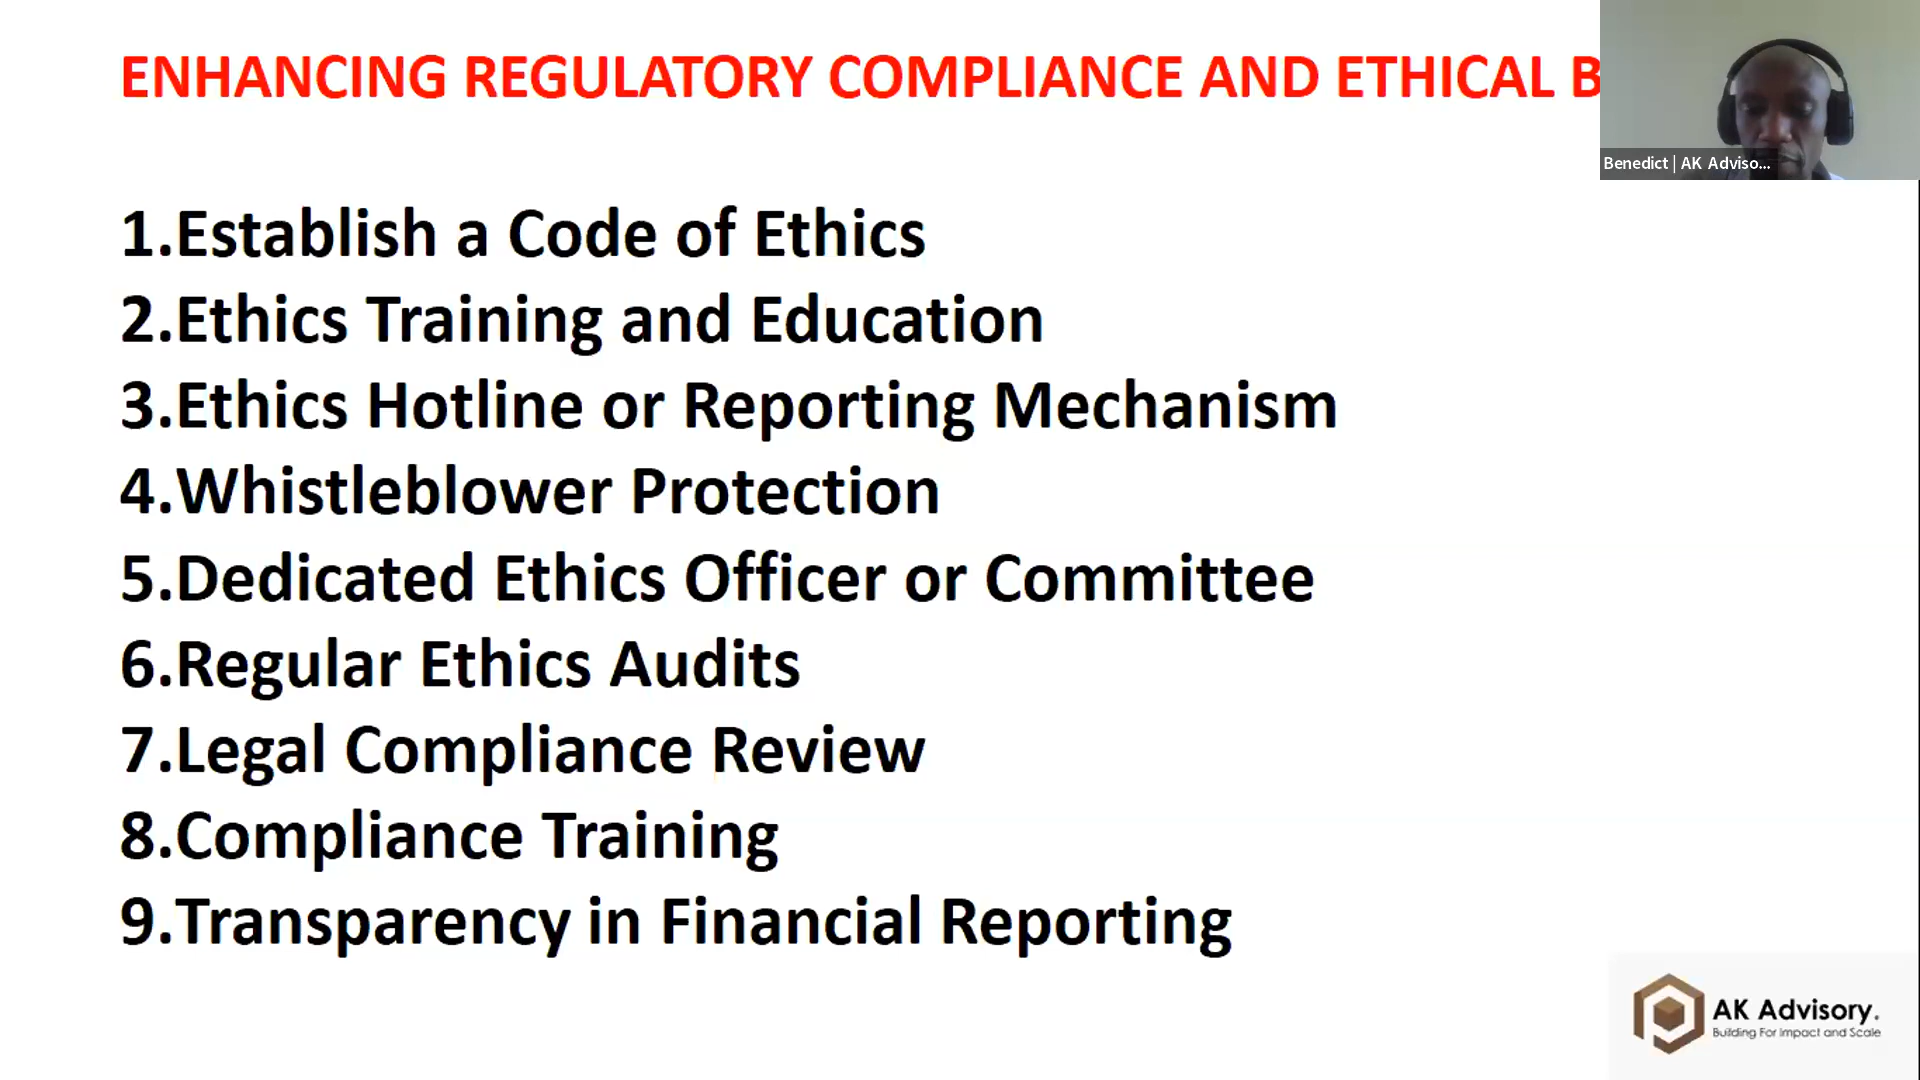 ENHANCING REGULATORY COMPLIANCE AND ETHICAL B
Benedict | AK Adviso...
1.Establish a Code of Ethics
2.Ethics Training and Education
3.Ethics Hotline or Reporting Mechanism
4.Whistleblower Protection
5.Dedicated Ethics Officer or Committee
6.Regular Ethics Audits
7.Legal Compliance Review
8.Compliance Training
9.Transparency in Financial Reporting
AK Advisory.
Building For Impact and Scale